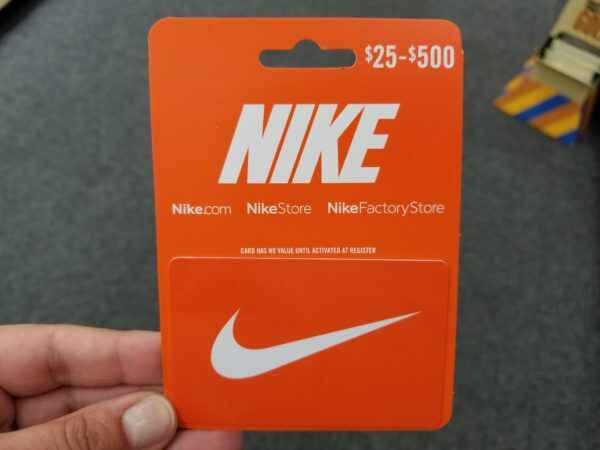 $25-$500
NIKE
Nike.com NikeStore NikeFactoryStore
CARD HAS NO VALUE UNTIL ACTIVATED AT REGISTER